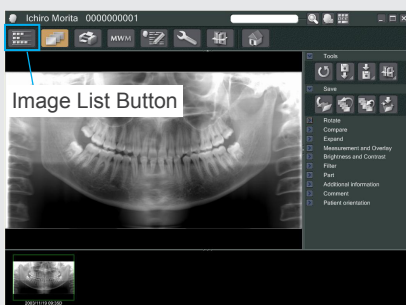 Ichiro Morita 0000000001
MWM
Image List Button
Tools
Save
Rotate
Compare
Expand
Measurement and Overlay
Brightness and Contrast
Filter
Part
Additional information
Comment
Patient orientation